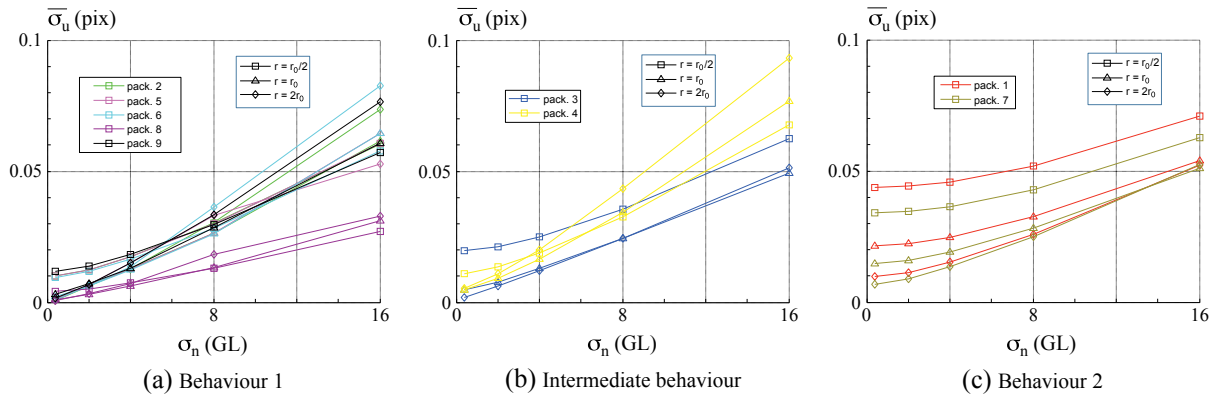 σu (pix)
0.1
0.05
0
0
8
16
σn (GL)
pack. 2
pack. 5
pack. 6
pack. 8
pack. 9
r = r0/2
r = r0
r = 2r0
(a) Behaviour 1
σu (pix)
0.1
0.05
0
0
8
16
σn (GL)
pack. 3
pack. 4
r = r0/2
r = r0
r = 2r0
(b) Intermediate behaviour
σu (pix)
0.1
0.05
0
0
8
16
σn (GL)
pack. 1
pack. 7
r = r0/2
r = r0
r = 2r0
(c) Behaviour 2